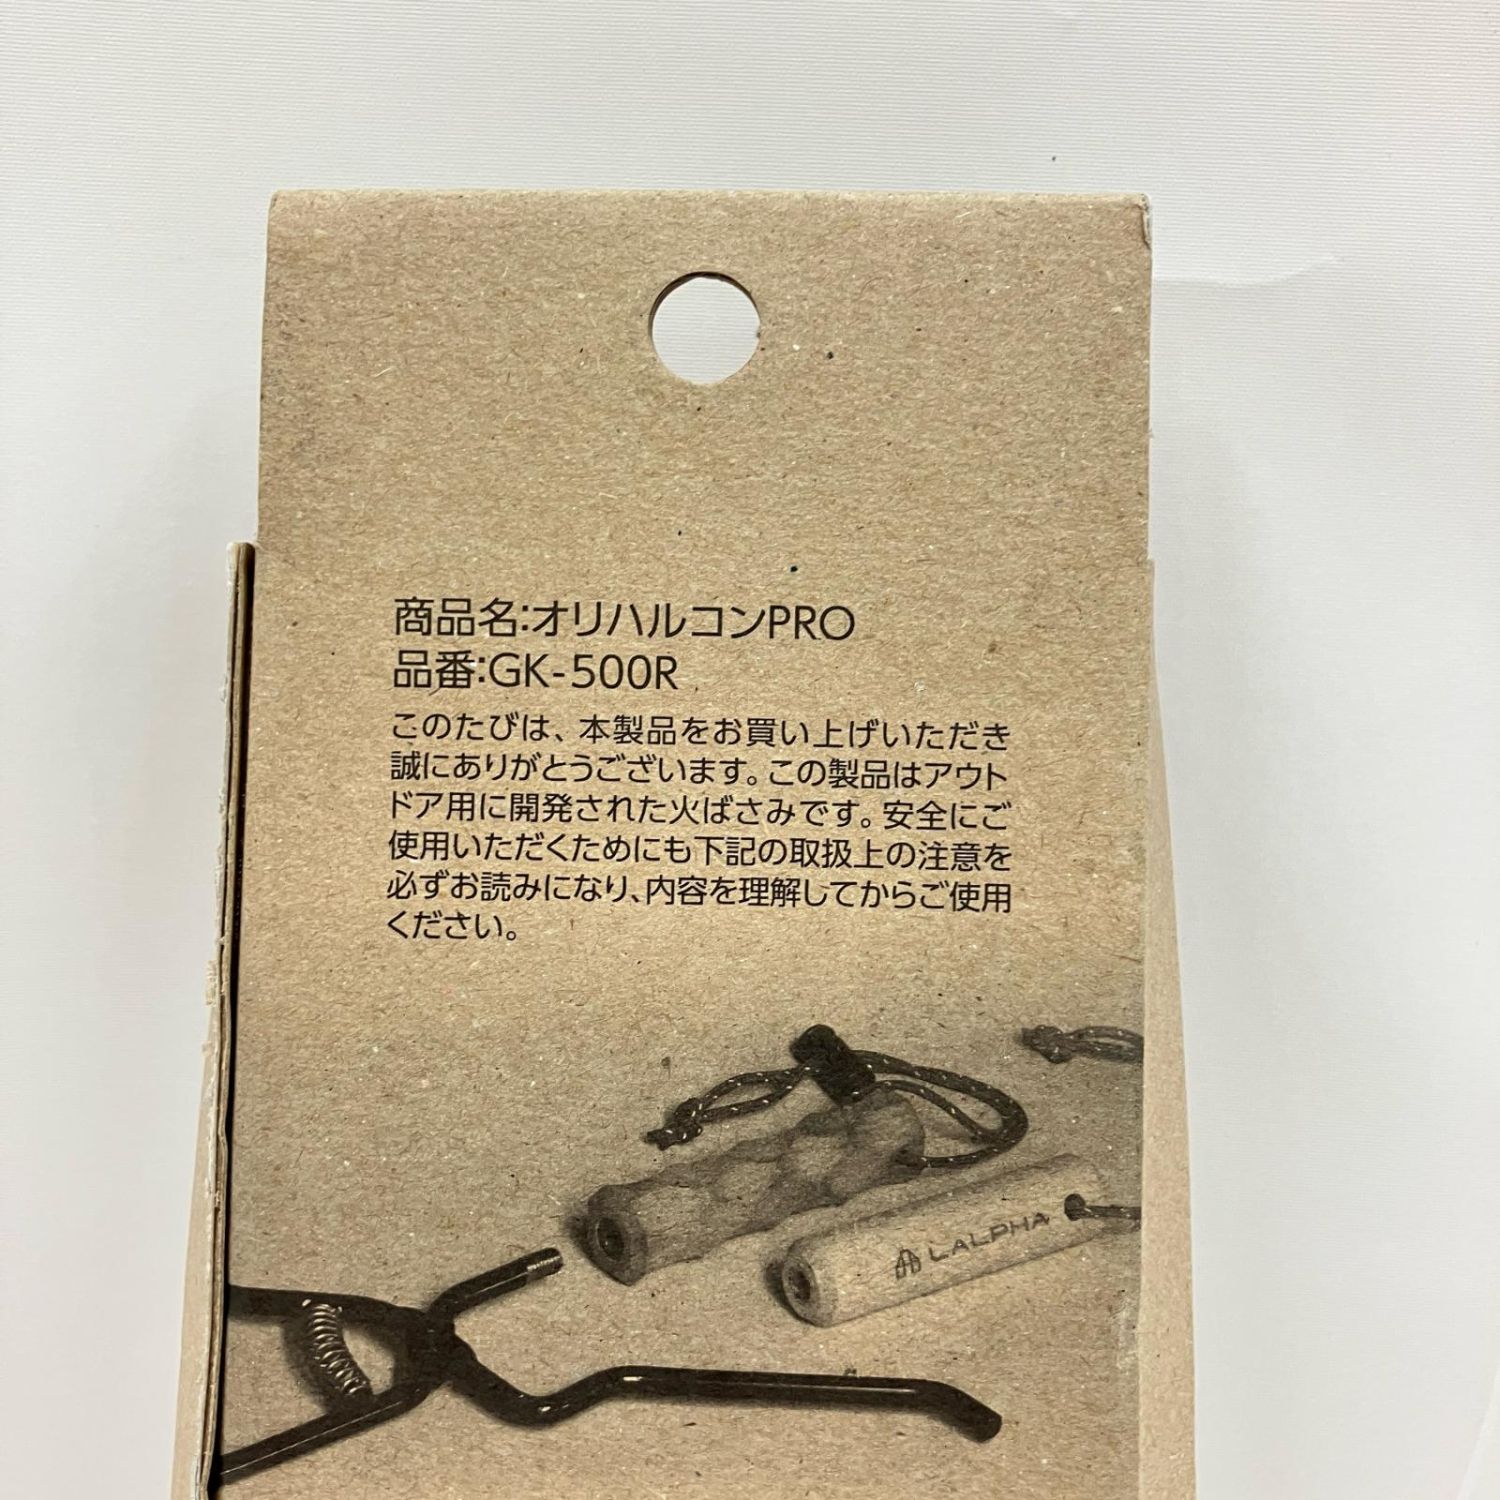 商品名:オリハルコンPRO
品番:GK-500R
このたびは、本製品をお買い上げいただき
誠にありがとうございます。この製品はアウト
ドア用に開発された火ばさみです。安全にご
使用いただくためにも下記の取扱上の注意を
必ずお読みになり、内容を理解してからご使用
ください。
LALPHA